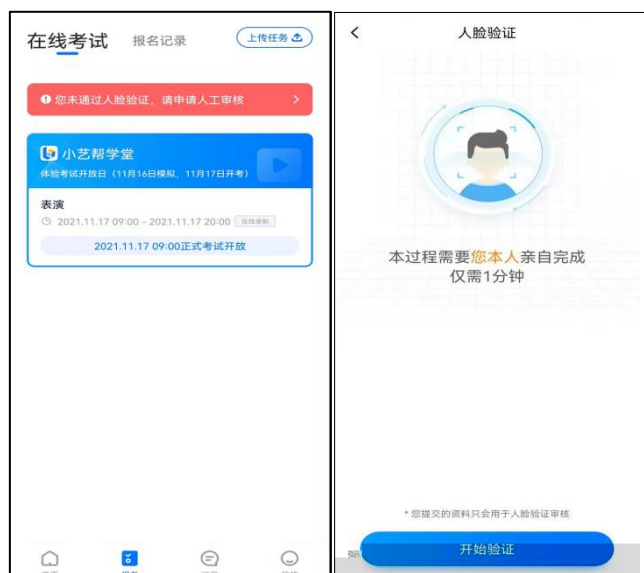 在线考试 报名记录 上传任务
您未通过人脸验证，请申请人工审核
小艺帮学堂
体验考试开放日（11月16日模拟，11月17日开考）
表演
2021.11.17 09:00 - 2021.11.17 20:00 在线录制
2021.11.17 09:00正式考试开放
人脸验证
本过程需要您本人亲自完成
仅需1分钟
* 您提交的资料只会用于人脸验证审核
开始验证